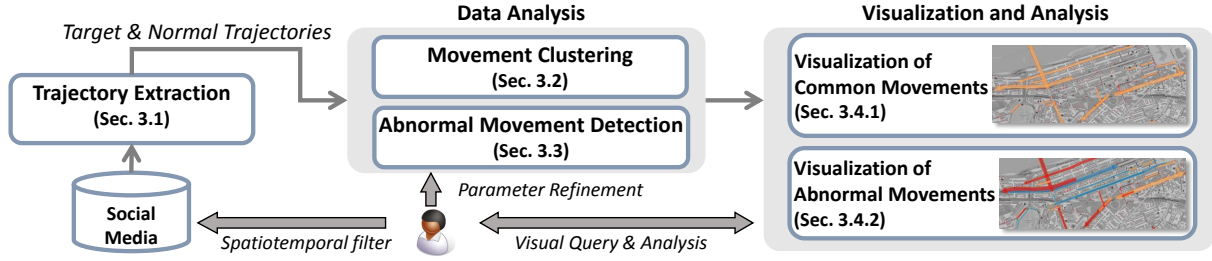 Data Analysis
Visualization and Analysis
Target & Normal Trajectories
Trajectory Extraction
(Sec. 3.1)
Movement Clustering
(Sec. 3.2)
Abnormal Movement Detection
(Sec. 3.3)
Visualization of
Common Movements
(Sec. 3.4.1)
Visualization of
Abnormal Movements
(Sec. 3.4.2)
Social
Media
Parameter Refinement
Spatiotemporal filter
Visual Query & Analysis